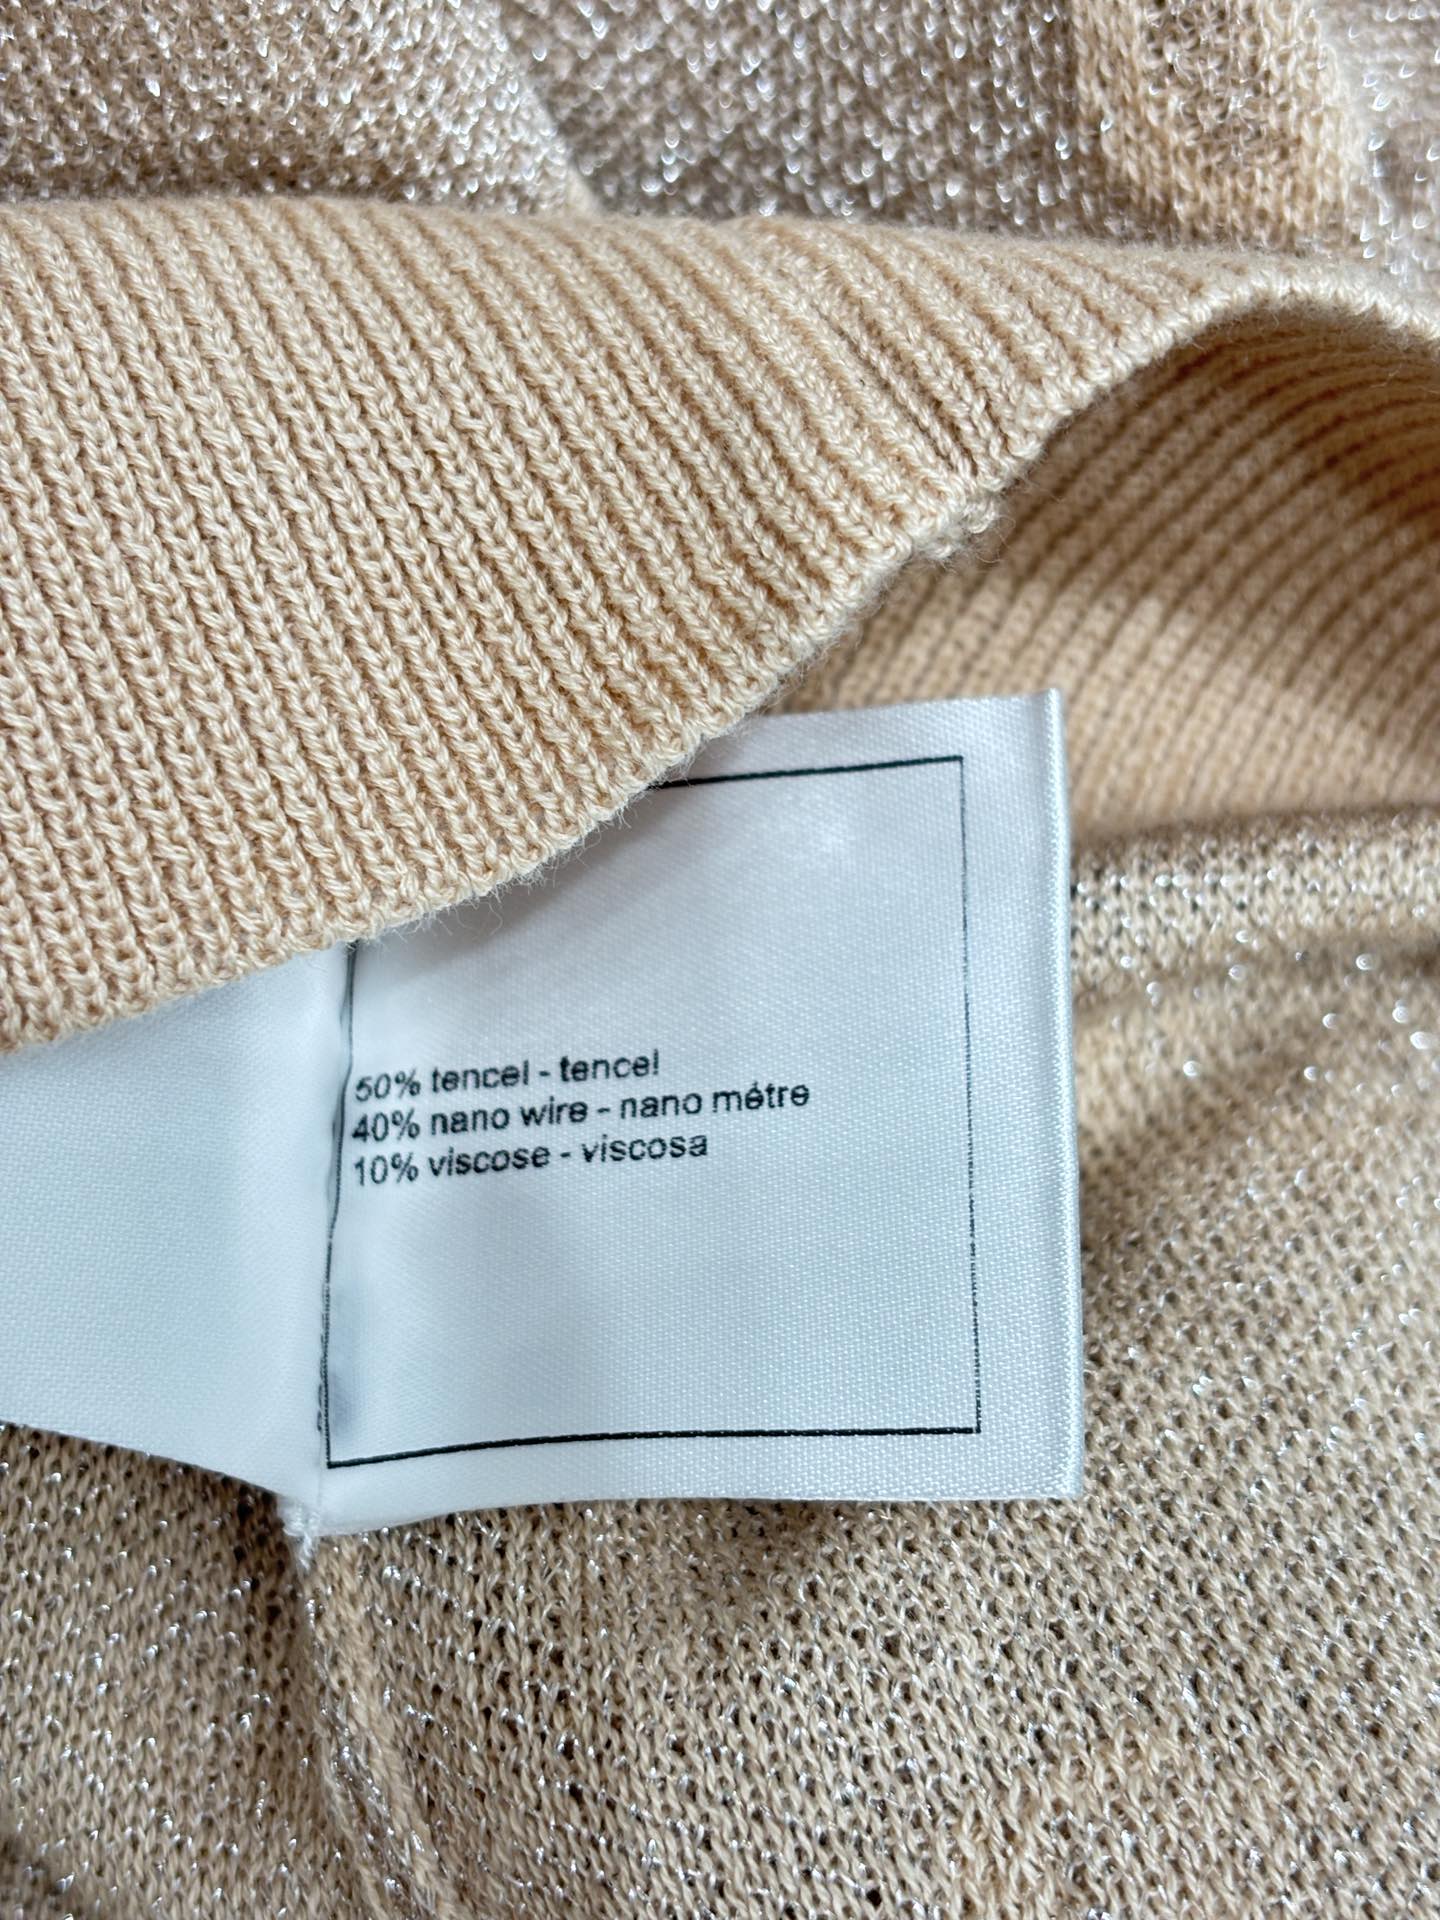 50% tencel - tencel
40% nano wire - nano métre
10% viscose - viscosa